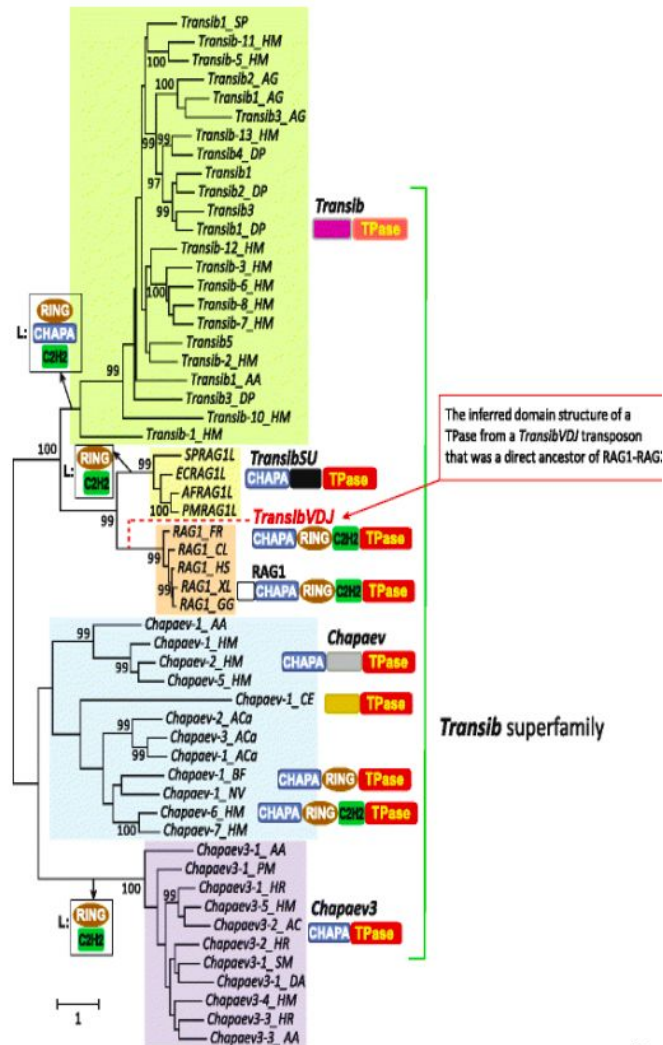 Transib1_SP
Transib-11_HM
Transib-5_HM
100
Transib2_AG
100
Transib1_AG
Transib3_AG
Transib-13_HM
99 99
Transib4_DP
97
Transib1
Transib2_DP
Transib3
99
Transib1_DP
Transib
TPase
Transib-12_HM
Transib-3_HM
Transib-6_HM
100
Transib-8_HM
Transib-7_HM
Transib5
Transib-2_HM
Transib1_AA
99
Transib3_DP
Transib-10_HM
Transib-1_HM
RING
L: CHAPA
C2H2
The inferred domain structure of a
TPase from a TransibVDJ transposon
that was a direct ancestor of RAG1-RAG2
100
RING
L:
C2H2
SPRAG1L
99
ECRAG1L
AFRAG1L
100
PMRAG1L
TransibSU
CHAPA TPase
99
TransibVDJ
CHAPA RING C2H2 TPase
RAG1_FR
99
RAG1_CL
RAG1_HS
99
RAG1_XL
RAG1_GG
RAG1
CHAPA RING C2H2 TPase
Chapaev-1_AA
99
Chapaev-1_HM
Chapaev-2_HM
99
Chapaev-5_HM
Chapaev
CHAPA TPase
Chapaev-1_CE
TPase
Chapaev-2_ACa
99
Chapaev-3_ACa
99
Chapaev-1_ACa
Chapaev-1_BF
CHAPA RING TPase
Chapaev-1_NV
Chapaev-6_HM
CHAPA RING C2H2 TPase
100
Chapaev-7_HM
Transib superfamily
Chapaev3-1_AA
100
Chapaev3-1_PM
Chapaev3-1_HR
99
Chapaev3-5_HM
Chapaev3-2_AC
Chapaev3
CHAPA TPase
Chapaev3-2_HR
Chapaev3-1_SM
Chapaev3-1_DA
Chapaev3-4_HM
Chapaev3-3_HR
Chapaev3-3_AA
RING
L:
C2H2
1